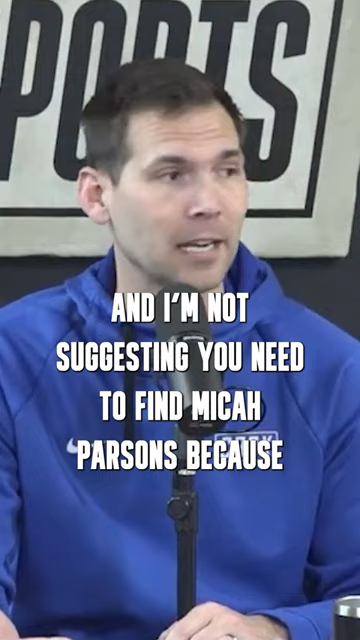 PORTS
AND I'M NOT
SUGGESTING YOU NEED
TO FIND MICAH
PARSONS BECAUSE